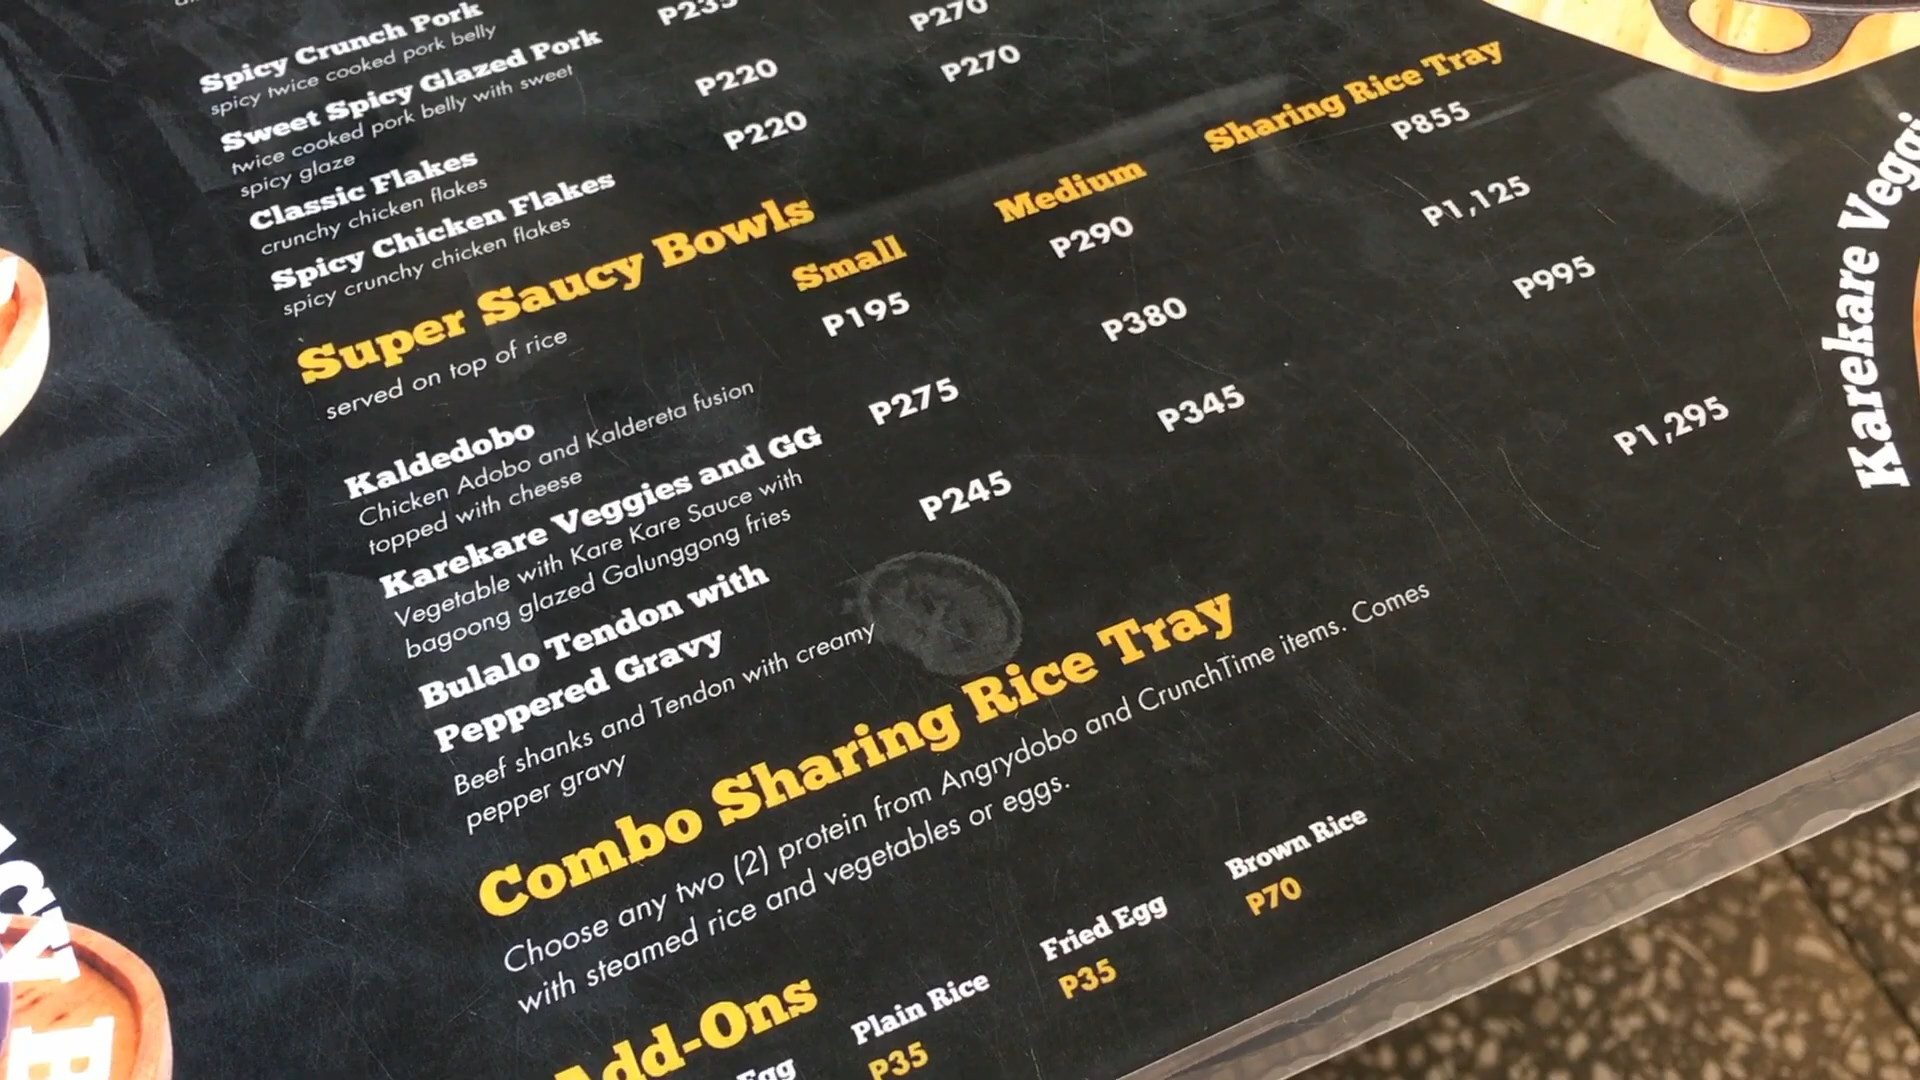 Spicy Crunch Pork P235 P270
spicy twice cooked pork belly
Sweet Spicy Glazed Pork P220 P270
twice cooked pork belly with sweet
spicy glaze
Classic Flakes P220
crunchy chicken flakes
Spicy Chicken Flakes
spicy crunchy chicken flakes
Super Saucy Bowls Small Medium Sharing Rice Tray
served on top of rice
Kaldedobo P195 P290 P855
Chicken Adobo and Kaldereta fusion
topped with cheese
Karekare Veggies and GG P275 P380 P1,125
Vegetable with Kare Kare Sauce with
bagoong glazed Galunggong fries
Bulalo Tendon with P245 P345 P995
Peppered Gravy
Beef shanks and Tendon with creamy
pepper gravy
Combo Sharing Rice Tray P1,295
Choose any two (2) protein from Angrydobo and CrunchTime items. Comes
with steamed rice and vegetables or eggs.
Add-Ons
Egg
Plain Rice
P35
Fried Egg
P35
Brown Rice
P70
Karekare Veggi